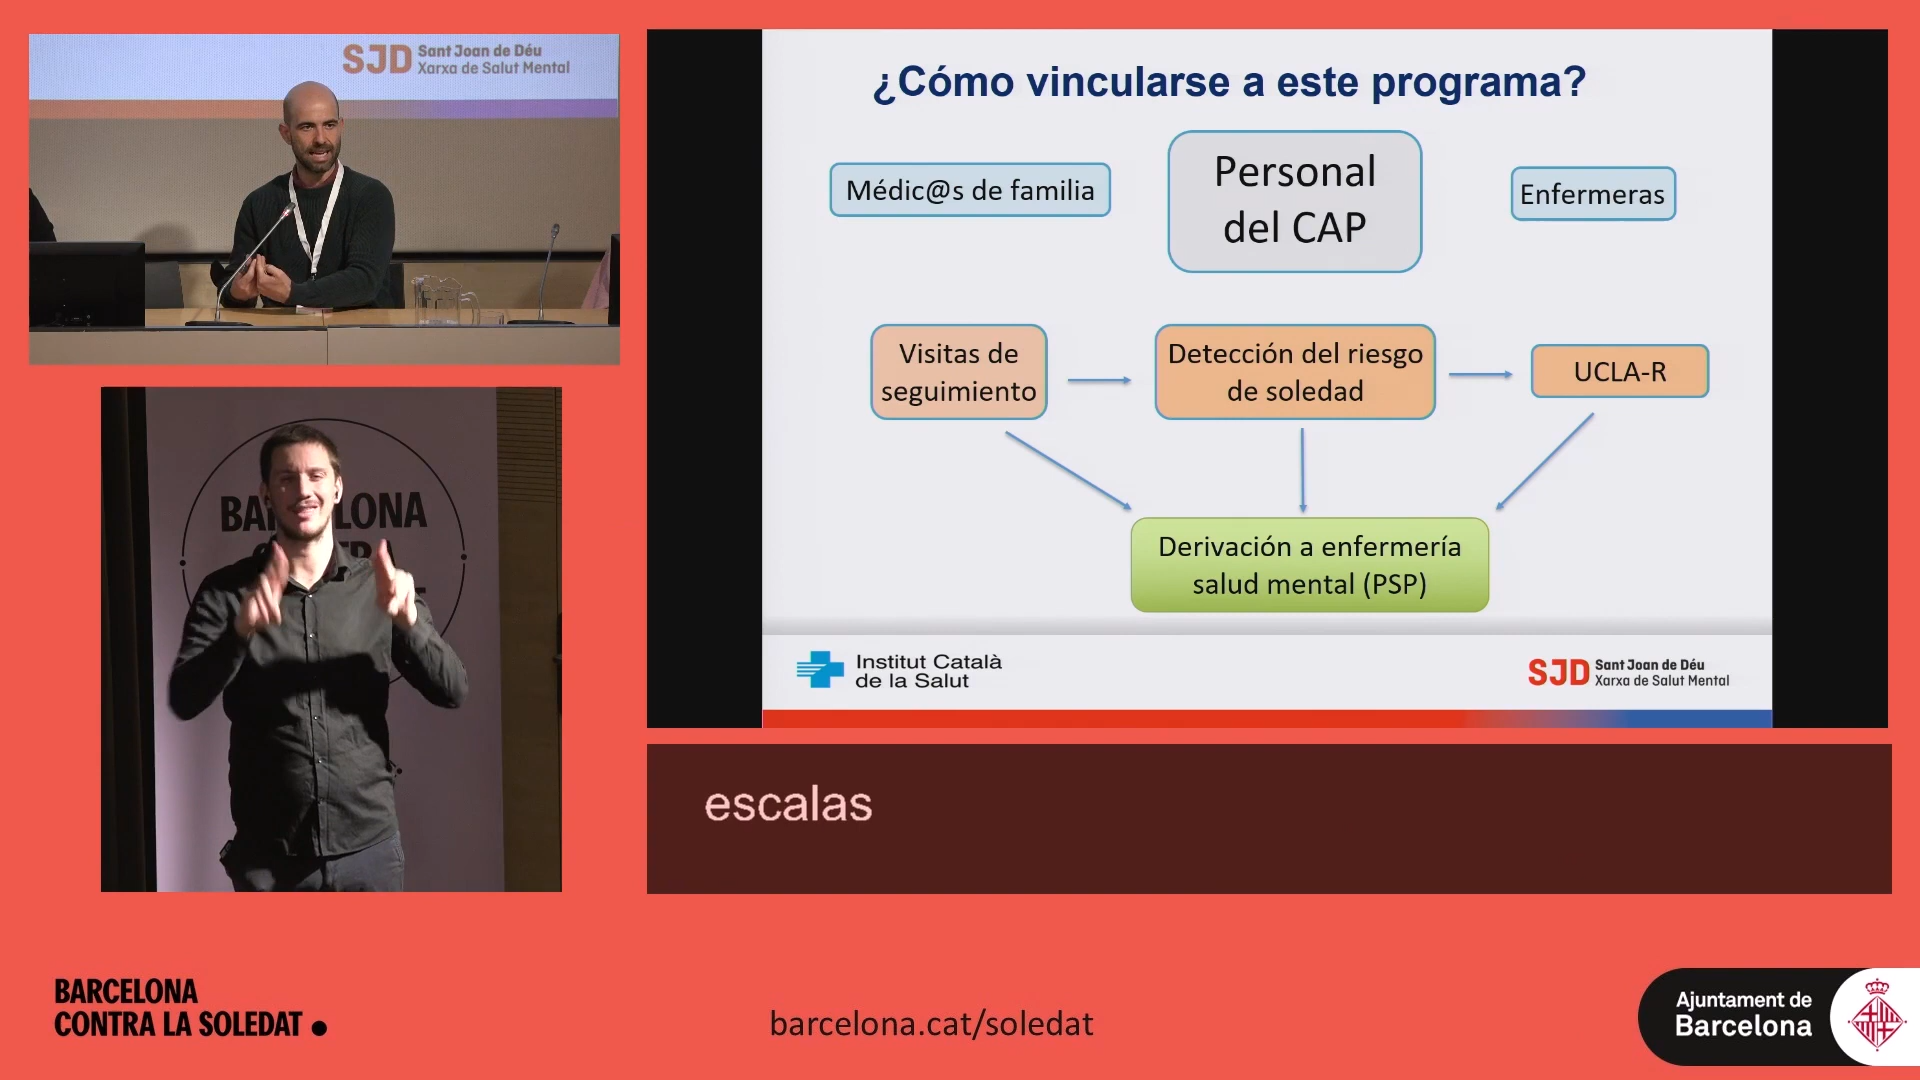 SJD Sant Joan de Déu
Xarxa de Salut Mental
¿Cómo vincularse a este programa?
Médic@s de familia
Personal
del CAP
Enfermeras
Visitas de
seguimiento
Detección del riesgo
de soledad
UCLA-R
Derivación a enfermería
salud mental (PSP)
Institut Català
de la Salut
SJD Sant Joan de Déu
Xarxa de Salut Mental
escalas
BARCELONA
CONTRA LA SOLEDAT
barcelona.cat/soledat
Ajuntament de
Barcelona